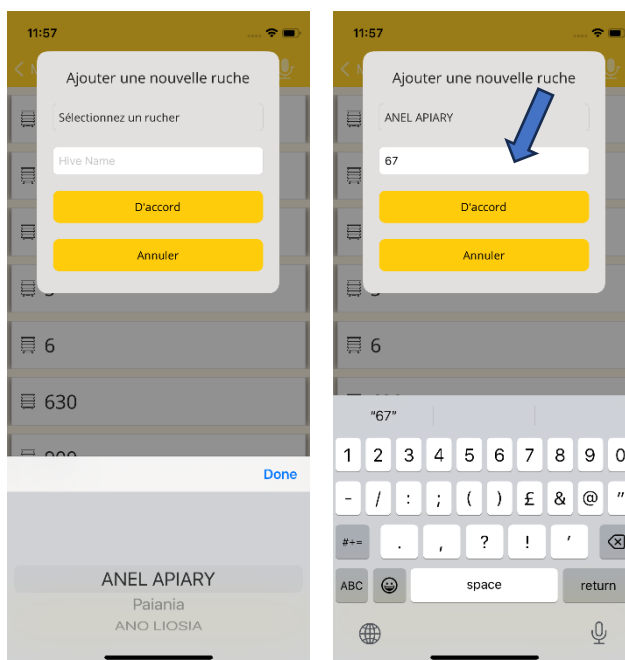 11:57
Ajouter une nouvelle ruche
Sélectionnez un rucher
Hive Name
D'accord
Annuler
6
630
Done
ANEL APIARY
Paiania
ANO LIOSIA
11:57
Ajouter une nouvelle ruche
ANEL APIARY
67
D'accord
Annuler
6
"67"
1 2 3 4 5 6 7 8 9 0
- / : ; ( ) £ & @ "
#+= . , ? ! '
ABC space return